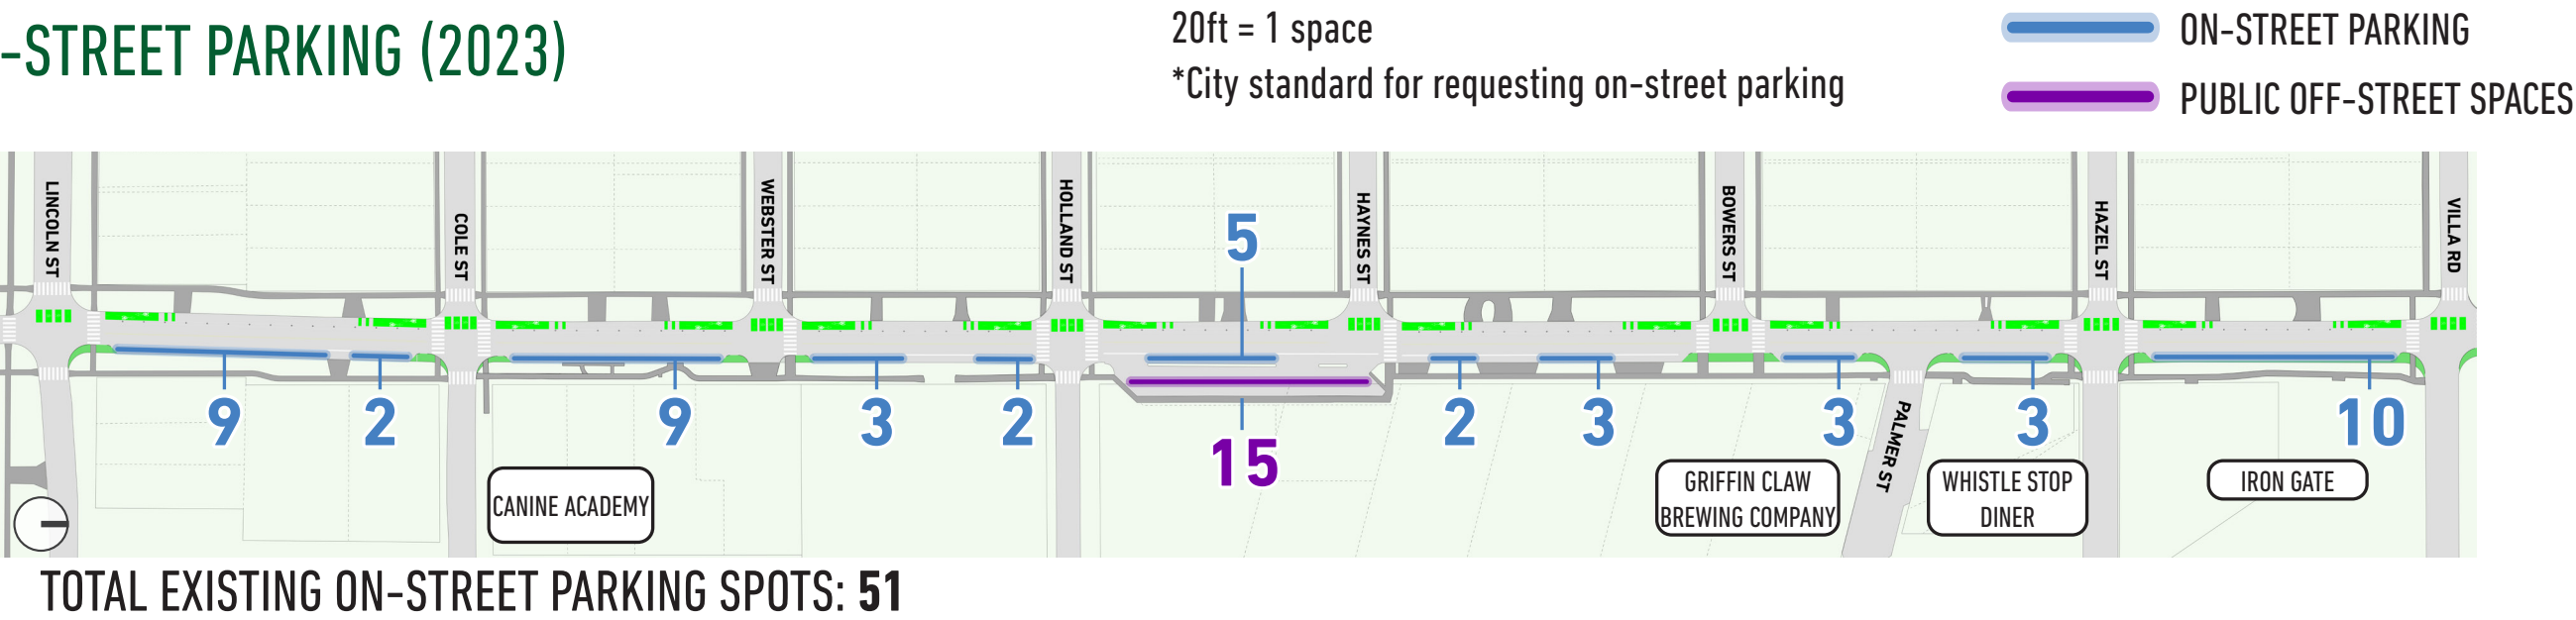 -STREET PARKING (2023)
20ft = 1 space
*City standard for requesting on-street parking
ON-STREET PARKING
PUBLIC OFF-STREET SPACES
LINCOLN ST
COLE ST
WEBSTER ST
HOLLAND ST
HAYNES ST
BOWERS ST
HAZEL ST
VILLA RD
5
9
2
9
3
2
2
3
3
3
10
15
PALMER ST
CANINE ACADEMY
GRIFFIN CLAW
BREWING COMPANY
WHISTLE STOP
DINER
IRON GATE
TOTAL EXISTING ON-STREET PARKING SPOTS: 51